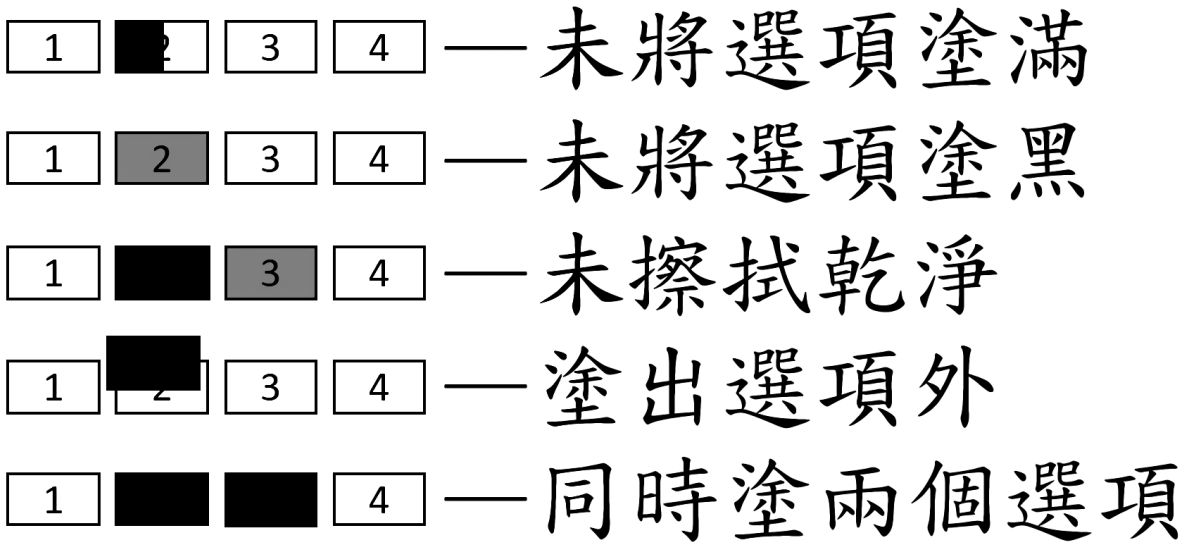 1 2 3 4 — 未將選項塗滿
1 2 3 4 — 未將選項塗黑
1 3 4 — 未擦拭乾淨
1 2 3 4 — 塗出選項外
1 4 — 同時塗兩個選項